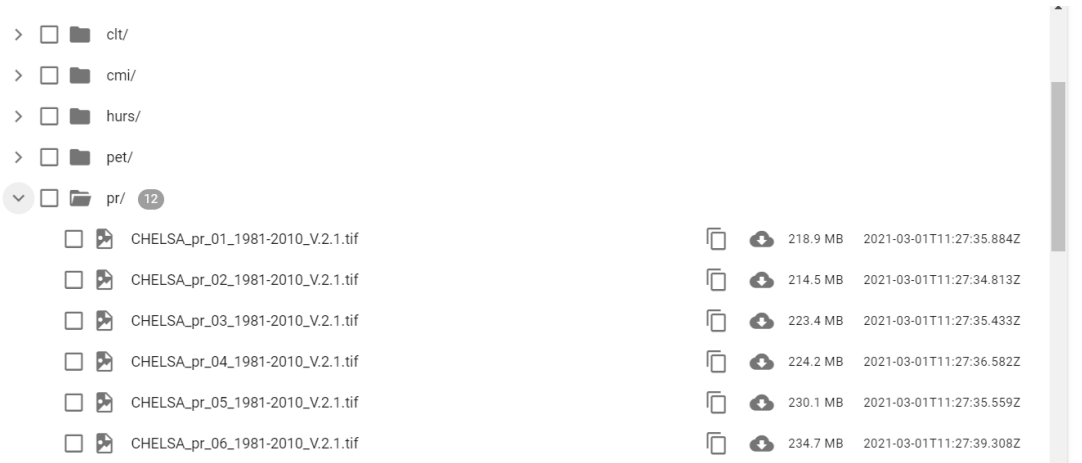 clt/
cmi/
hurs/
pet/
pr/ 12
CHELSA_pr_01_1981-2010_V.2.1.tif 218.9 MB 2021-03-01T11:27:35.884Z
CHELSA_pr_02_1981-2010_V.2.1.tif 214.5 MB 2021-03-01T11:27:34.813Z
CHELSA_pr_03_1981-2010_V.2.1.tif 223.4 MB 2021-03-01T11:27:35.433Z
CHELSA_pr_04_1981-2010_V.2.1.tif 224.2 MB 2021-03-01T11:27:36.582Z
CHELSA_pr_05_1981-2010_V.2.1.tif 230.1 MB 2021-03-01T11:27:35.559Z
CHELSA_pr_06_1981-2010_V.2.1.tif 234.7 MB 2021-03-01T11:27:39.308Z